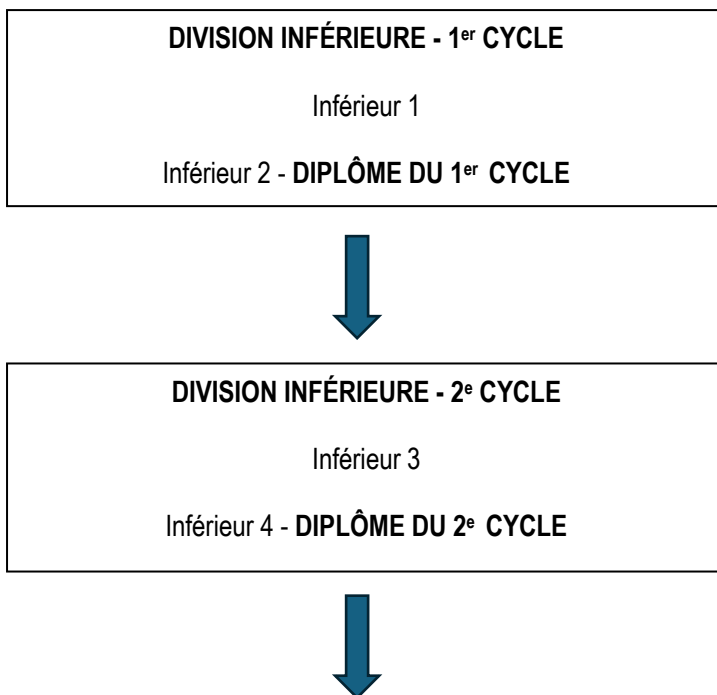 DIVISION INFÉRIEURE - 1er CYCLE
Inférieur 1
Inférieur 2 - DIPLÔME DU 1er CYCLE
DIVISION INFÉRIEURE - 2e CYCLE
Inférieur 3
Inférieur 4 - DIPLÔME DU 2e CYCLE